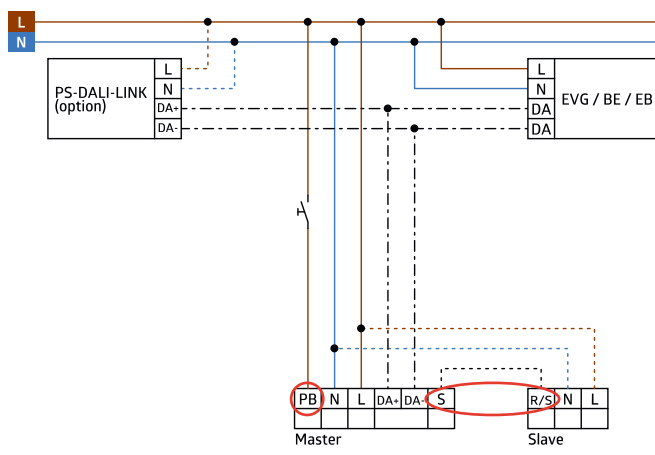 L
N
PS-DALI-LINK
(option)
L
N
DA+
DA-
L
N
DA
DA
EVG / BE / EB
PB N L DA+ DA- S
R/S N L
Master
Slave